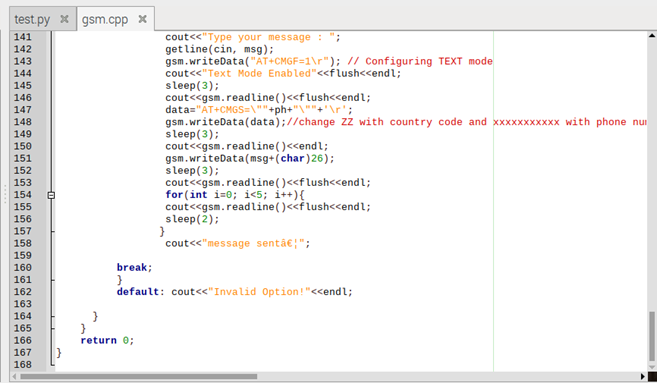 test.py gsm.cpp
141 cout<<"Type your message : ";
142 getline(cin, msg);
143 gsm.writeData("AT+CMGF=1\r"); // Configuring TEXT mode
144 cout<<"Text Mode Enabled"<<flush<<endl;
145 sleep(3);
146 cout<<gsm.readline()<<flush<<endl;
147 data="AT+CMGS=\""+ph+"\""+'\r';
148 gsm.writeData(data);//change ZZ with country code and xxxxxxxxxxx with phone nu
149 sleep(3);
150 cout<<gsm.readline()<<endl;
151 gsm.writeData(msg+(char)26);
152 sleep(3);
153 cout<<gsm.readline()<<flush<<endl;
154 for(int i=0; i<5; i++){
155 cout<<gsm.readline()<<flush<<endl;
156 sleep(2);
157 }
158 cout<<"message sentâ€¦";
159
160 break;
161 }
162 default: cout<<"Invalid Option!"<<endl;
163
164 }
165 }
166 return 0;
167 }
168